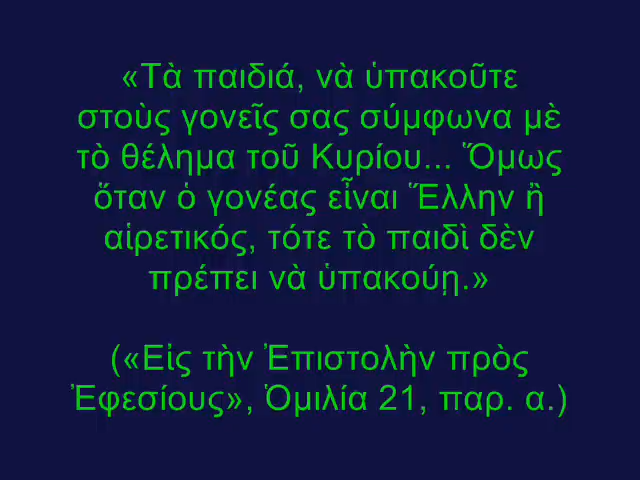 «Τὰ παιδιά, νὰ ὑπακοῦτε
στοὺς γονεῖς σας σύμφωνα μὲ
τὸ θέλημα τοῦ Κυρίου... Ὅμως
ὅταν ὁ γονέας εἶναι Ἕλλην ἢ
αἱρετικός, τότε τὸ παιδὶ δὲν
πρέπει νὰ ὑπακούῃ.»
(«Εἰς τὴν Ἐπιστολὴν πρὸς
Ἐφεσίους», Ὁμιλία 21, παρ. α.)